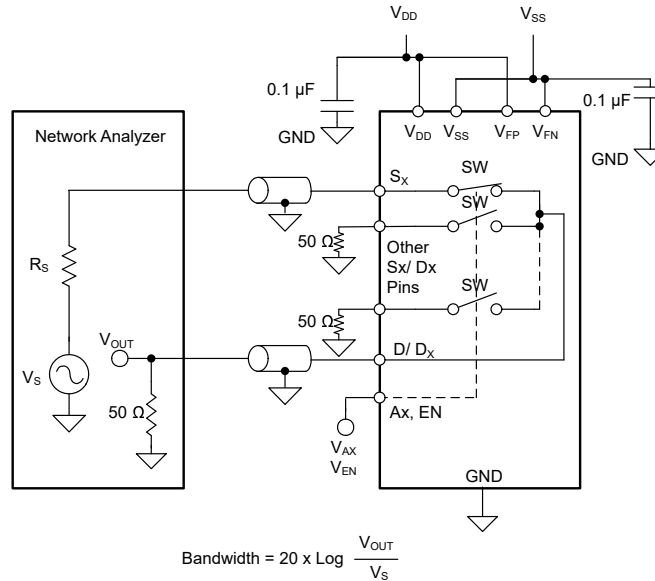 VDD
VSS
0.1 µF
0.1 µF
GND
GND
VDD
VSS
VFP
VFN
Network Analyzer
SX
SW
SW
50 Ω
Other
Sx/ Dx
Pins
RS
SW
50 Ω
VOUT
D/ DX
VS
50 Ω
Ax, EN
VAX
VEN
GND
Bandwidth = 20 x Log VOUT
VS